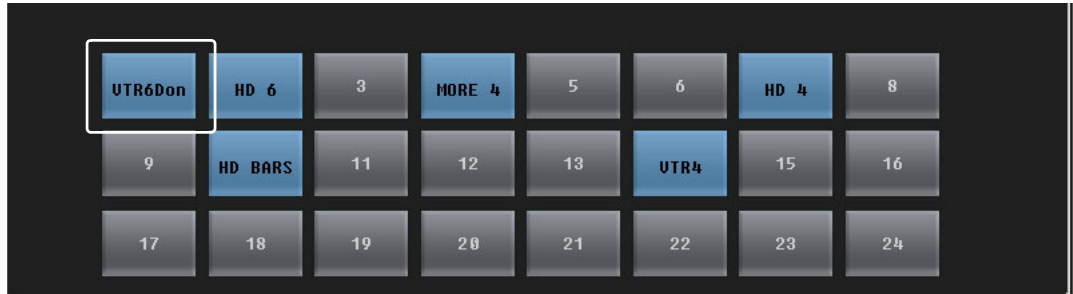 VTR6Don HD 6 3 MORE 4 5 6 HD 4 8
9 HD BARS 11 12 13 VTR4 15 16
17 18 19 20 21 22 23 24